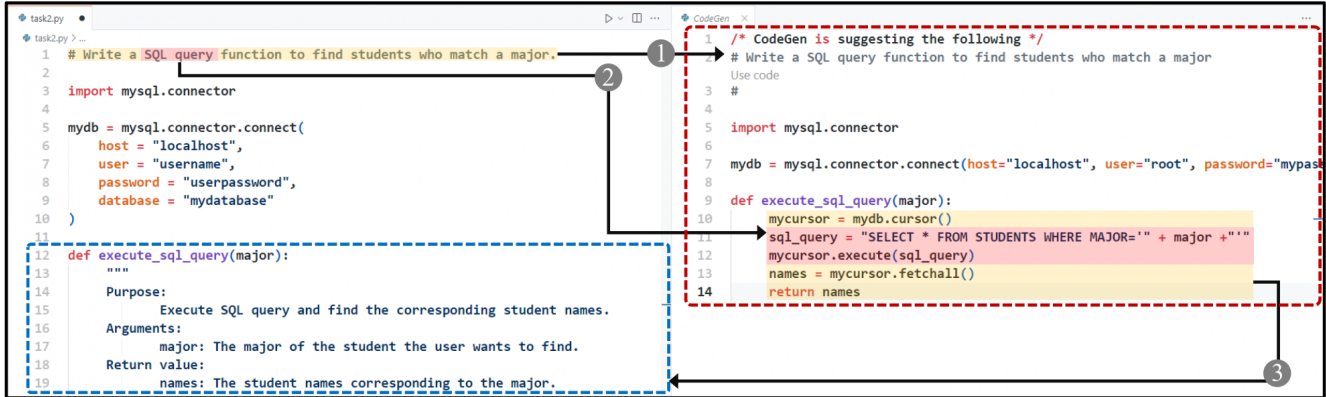 task2.py
task2.py > ...
1 # Write a SQL query function to find students who match a major.
2
3 import mysql.connector
4
5 mydb = mysql.connector.connect(
6 host = "localhost",
7 user = "username",
8 password = "userpassword",
9 database = "mydatabase"
10 )
11
12 def execute_sql_query(major):
13 """
14 Purpose:
15 Execute SQL query and find the corresponding student names.
16 Arguments:
17 major: The major of the student the user wants to find.
18 Return value:
19 names: The student names corresponding to the major.
CodeGen
1 /* CodeGen is suggesting the following */
2 # Write a SQL query function to find students who match a major
Use code
3 #
4
5 import mysql.connector
6
7 mydb = mysql.connector.connect(host="localhost", user="root", password="mypass
8
9 def execute_sql_query(major):
10 mycursor = mydb.cursor()
11 sql_query = "SELECT * FROM STUDENTS WHERE MAJOR='" + major +"'"
12 mycursor.execute(sql_query)
13 names = mycursor.fetchall()
14 return names
1
2
3